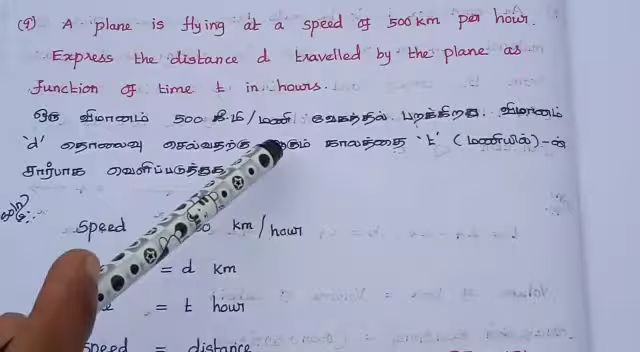 (9) A plane is flying at a speed of 500 km per hour.
Express the distance d travelled by the plane as
function of time t in hours.
ஒரு விமானம் 500 கி.மி/மணி வேகத்தில் பறக்கிறது. விமானம்
'd' தொலைவு செல்வதற்கு காலத்தை 't' (மணியில்)-ன்
சார்பாக வெளிப்படுத்துக
Speed km/hour
= d km
= t hour
speed = distance